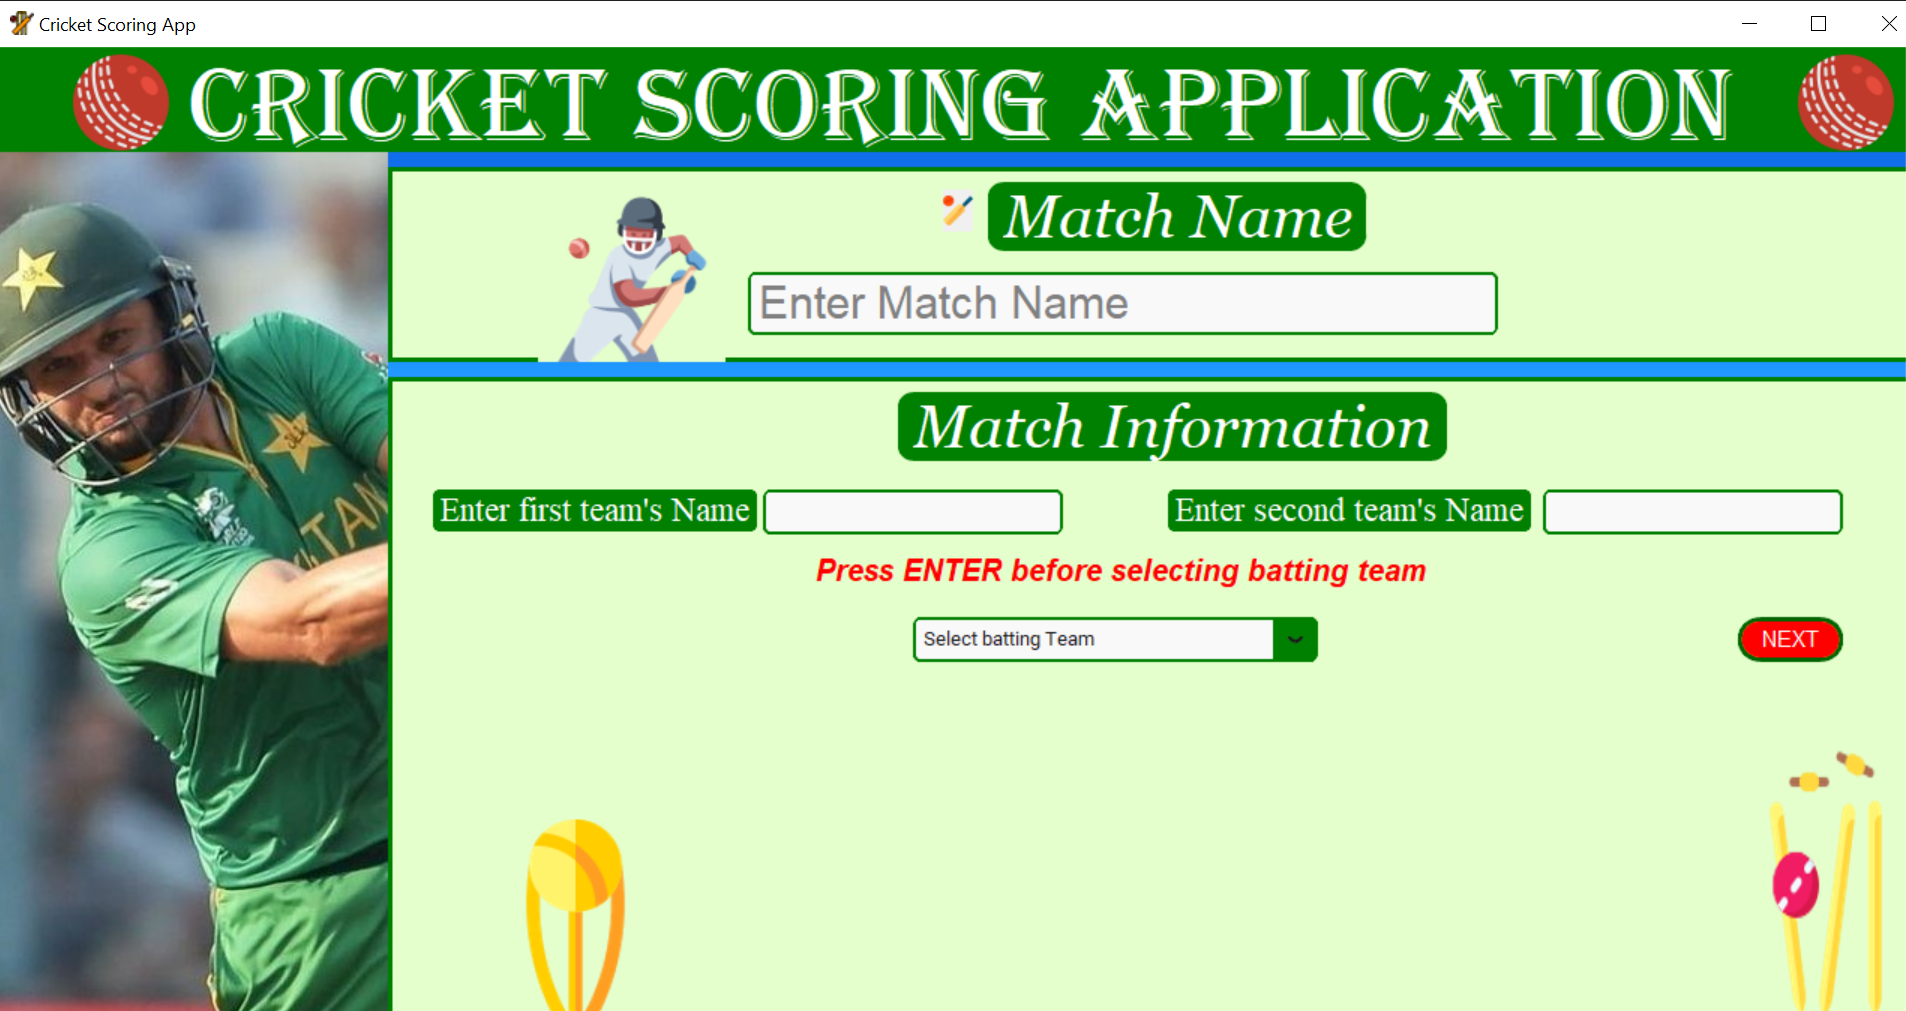 Cricket Scoring App
CRICKET SCORING APPLICATION
Match Name
Enter Match Name
Match Information
Enter first team's Name
Enter second team's Name
Press ENTER before selecting batting team
Select batting Team
NEXT